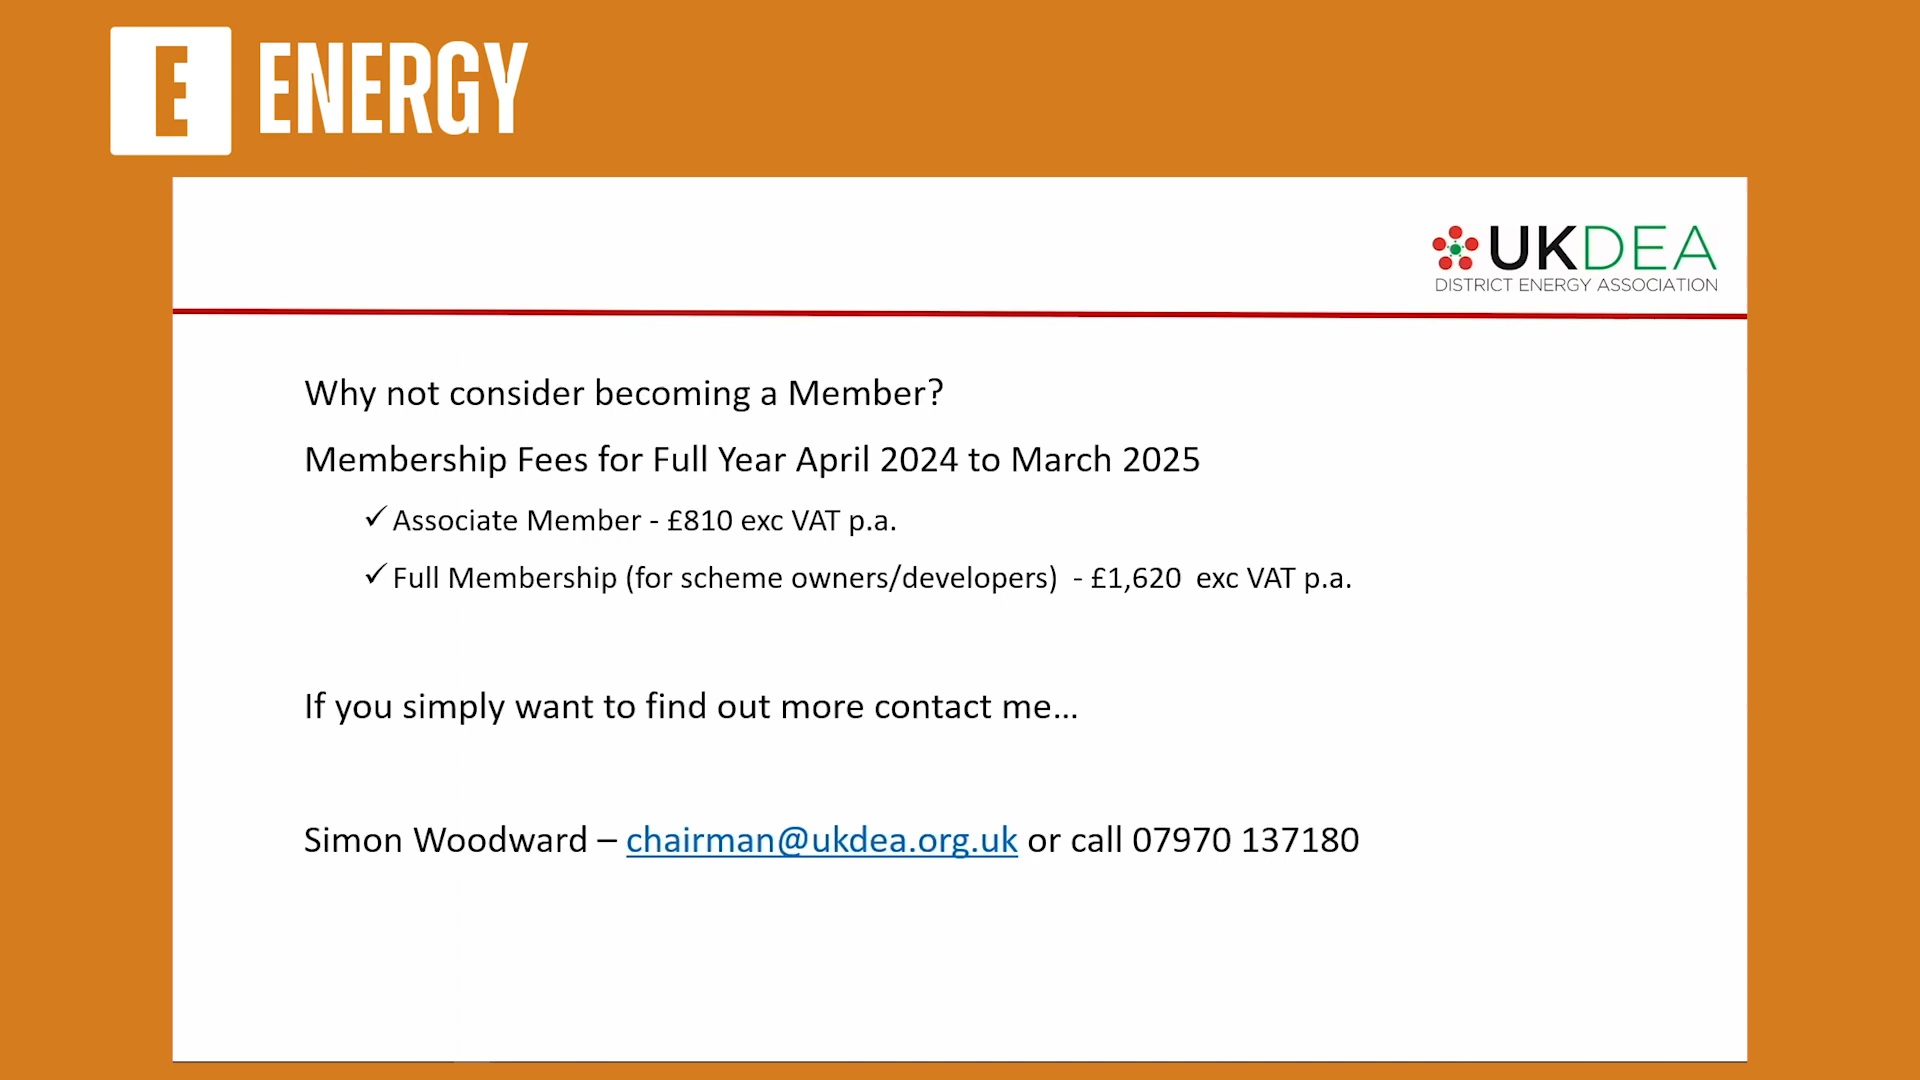 E ENERGY
UKDEA
DISTRICT ENERGY ASSOCIATION
Why not consider becoming a Member?
Membership Fees for Full Year April 2024 to March 2025
✓ Associate Member - £810 exc VAT p.a.
✓ Full Membership (for scheme owners/developers) - £1,620 exc VAT p.a.
If you simply want to find out more contact me...
Simon Woodward – chairman@ukdea.org.uk or call 07970 137180